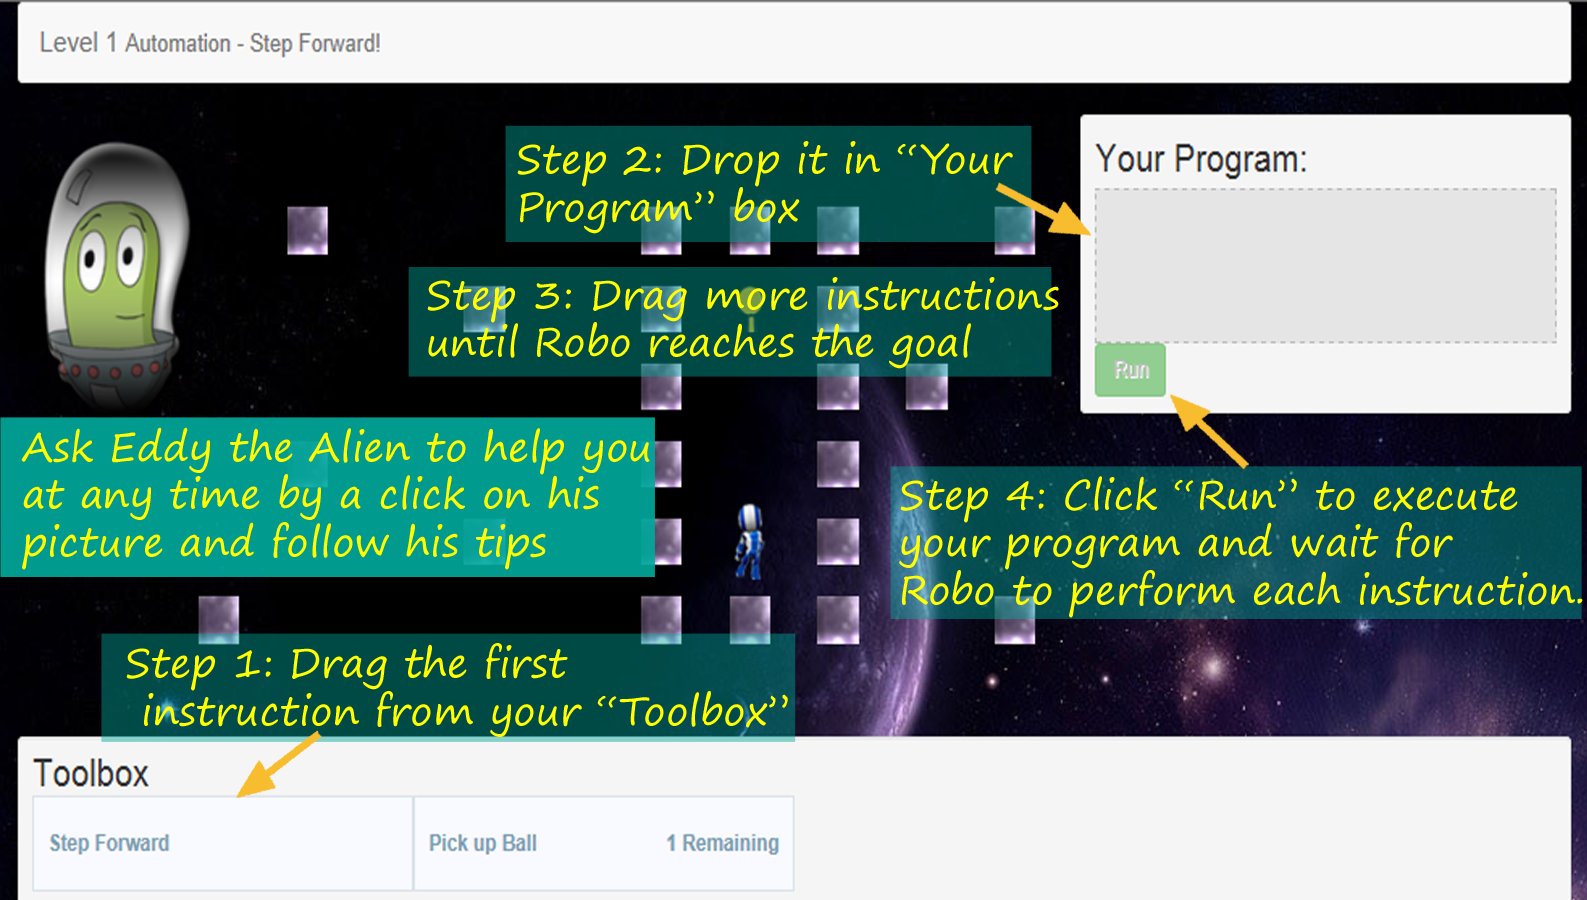 Level 1 Automation - Step Forward!
Step 2: Drop it in “Your
Program” box
Your Program:
Step 3: Drag more instructions
until Robo reaches the goal
Run
Ask Eddy the Alien to help you
at any time by a click on his
picture and follow his tips
Step 4: Click “Run” to execute
your program and wait for
Robo to perform each instruction.
Step 1: Drag the first
instruction from your “Toolbox”
Toolbox
Step Forward
Pick up Ball 1 Remaining